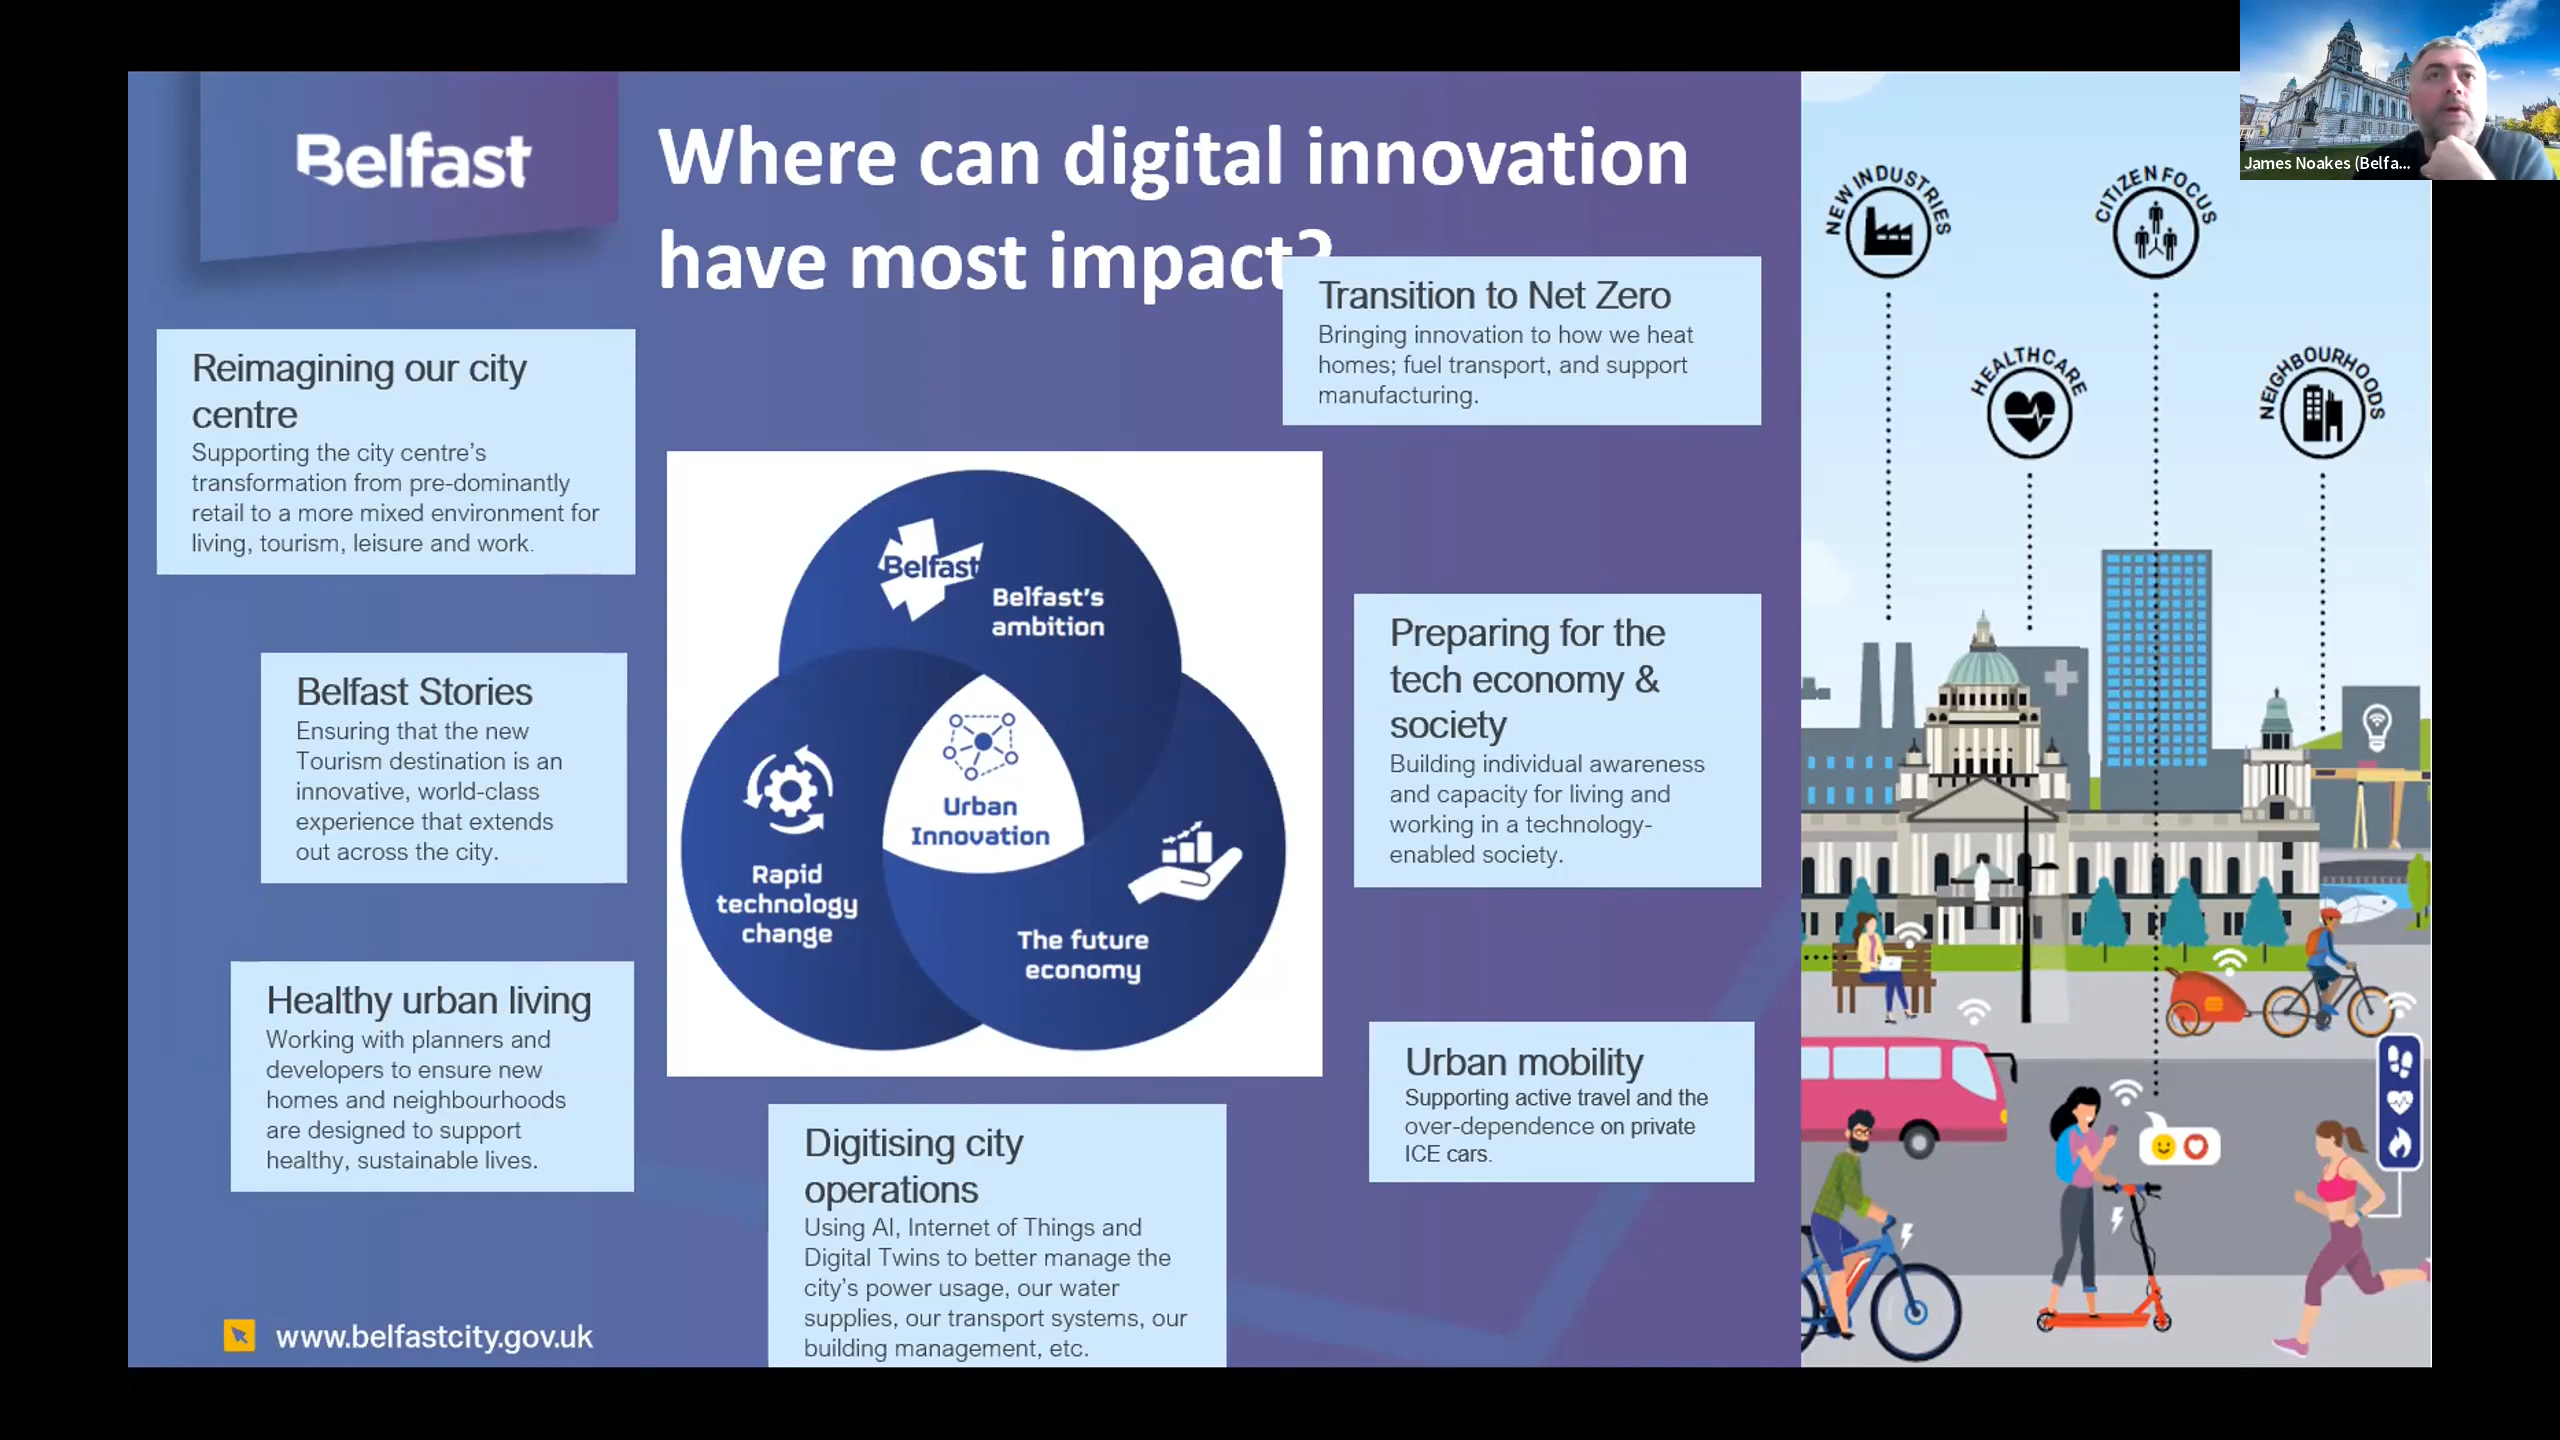 Belfast
Where can digital innovation
have most impact?
James Noakes (Belfa...
Reimagining our city
centre
Supporting the city centre's
transformation from pre-dominantly
retail to a more mixed environment for
living, tourism, leisure and work.
Belfast Stories
Ensuring that the new
Tourism destination is an
innovative, world-class
experience that extends
out across the city.
Healthy urban living
Working with planners and
developers to ensure new
homes and neighbourhoods
are designed to support
healthy, sustainable lives.
Belfast
Belfast's
ambition
Urban
Innovation
Rapid
technology
change
The future
economy
Digitising city
operations
Using AI, Internet of Things and
Digital Twins to better manage the
city's power usage, our water
supplies, our transport systems, our
building management, etc.
Transition to Net Zero
Bringing innovation to how we heat
homes; fuel transport, and support
manufacturing.
Preparing for the
tech economy &
society
Building individual awareness
and capacity for living and
working in a technology-
enabled society.
Urban mobility
Supporting active travel and the
over-dependence on private
ICE cars.
NEW INDUSTRIES
CITIZEN FOCUS
HEALTHCARE
NEIGHBOURHOODS
www.belfastcity.gov.uk